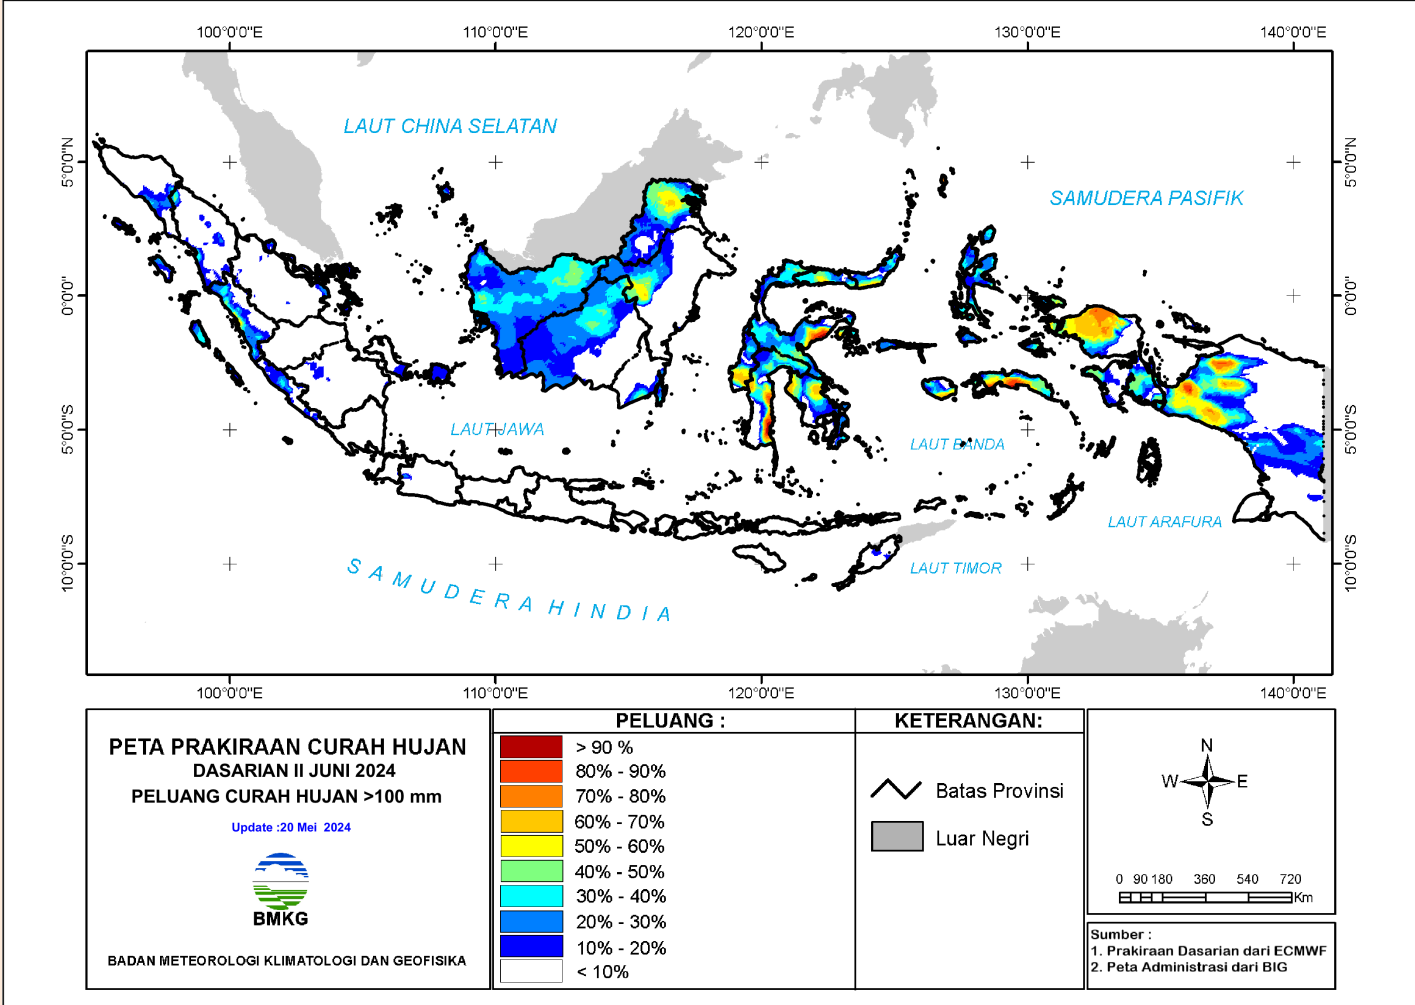 100°0'0"E 110°0'0"E 120°0'0"E 130°0'0"E 140°0'0"E
5°0'0"N
0°0'0"
5°0'0"S
10°0'0"S
LAUT CHINA SELATAN
SAMUDERA PASIFIK
LAUT JAWA
LAUT BANDA
LAUT ARAFURA
LAUT TIMOR
SAMUDERA HINDIA
5°0'0"N
0°0'0"
5°0'0"S
10°0'0"S
100°0'0"E 110°0'0"E 120°0'0"E 130°0'0"E 140°0'0"E
PETA PRAKIRAAN CURAH HUJAN
DASARIAN II JUNI 2024
PELUANG CURAH HUJAN >100 mm
Update :20 Mei 2024
BMKG
BADAN METEOROLOGI KLIMATOLOGI DAN GEOFISIKA
PELUANG :
> 90 %
80% - 90%
70% - 80%
60% - 70%
50% - 60%
40% - 50%
30% - 40%
20% - 30%
10% - 20%
< 10%
KETERANGAN:
Batas Provinsi
Luar Negri
N
W E
S
0 90 180 360 540 720
Km
Sumber :
1. Prakiraan Dasarian dari ECMWF
2. Peta Administrasi dari BIG